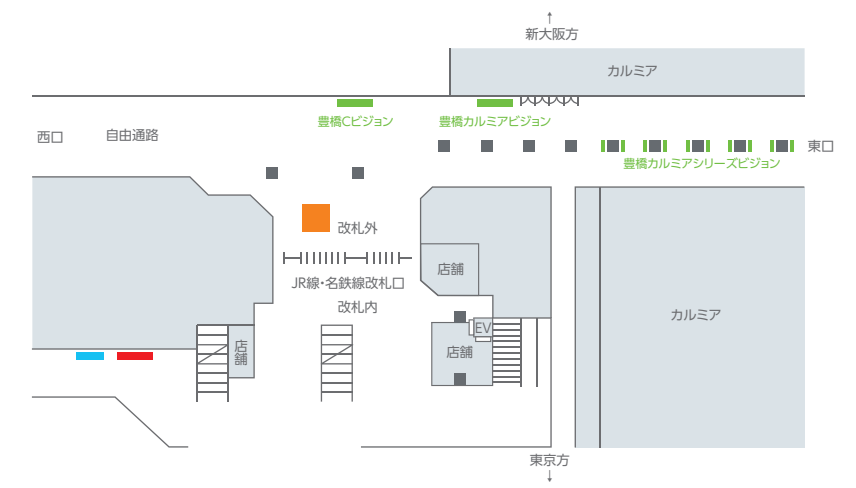 ↑
新大阪方
カルミア
豊橋Cビジョン
豊橋カルミアビジョン
西口
自由通路
東口
豊橋カルミアシリーズビジョン
改札外
店舗
JR線・名鉄線改札口
改札内
カルミア
EV
店舗
店舗
東京方
↓